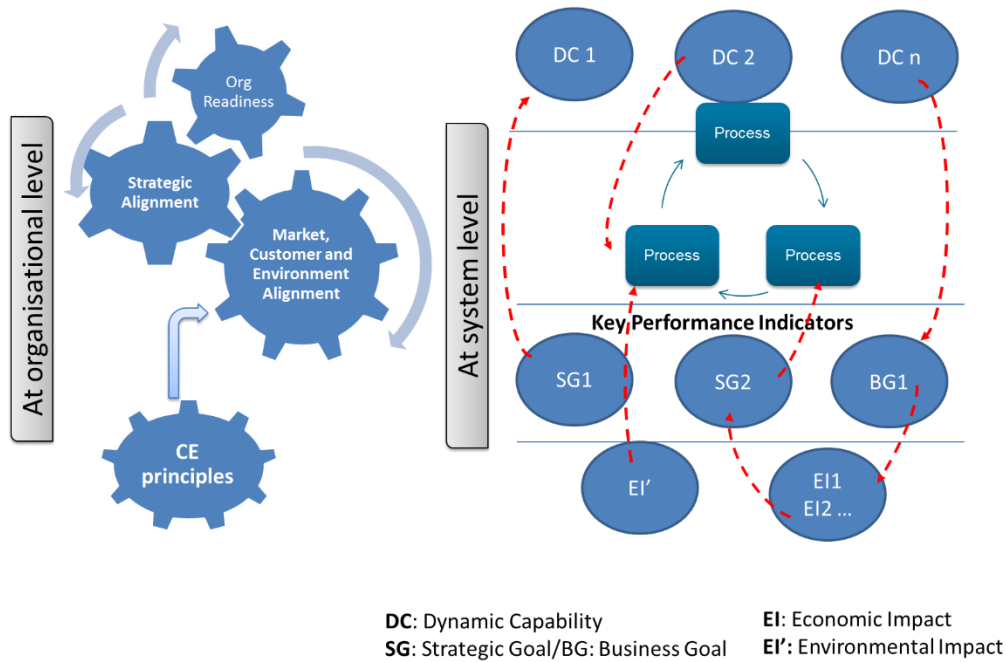 At organisational level
Org
Readiness
Strategic
Alignment
Market,
Customer and
Environment
Alignment
CE
principles
At system level
DC 1
DC 2
DC n
Process
Process
Process
Key Performance Indicators
SG1
SG2
BG1
EI’
EI1
EI2 ...
DC: Dynamic Capability
SG: Strategic Goal/BG: Business Goal
EI: Economic Impact
EI’: Environmental Impact